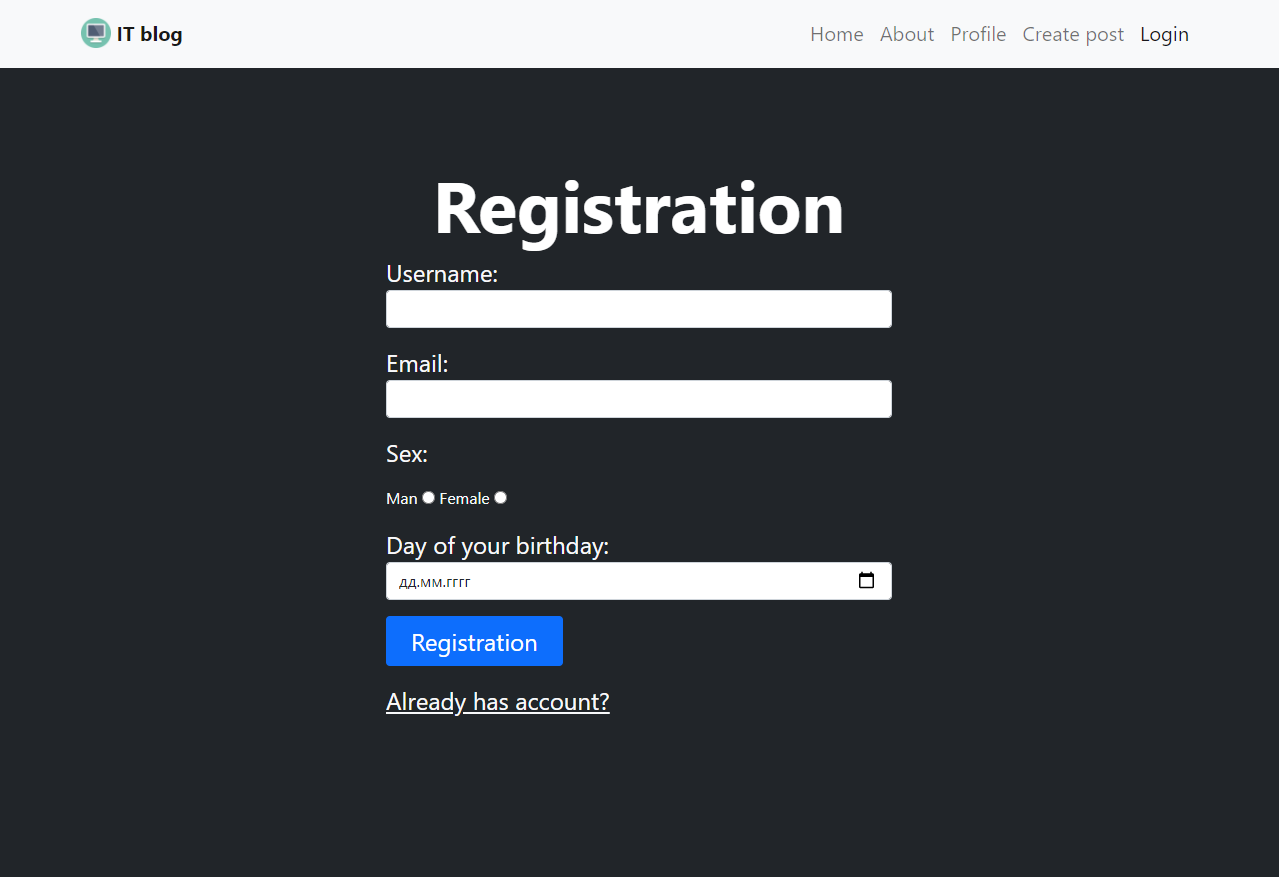 IT blog
Home About Profile Create post Login
Registration
Username:
Email:
Sex:
Man Female
Day of your birthday:
дд.мм.гггг
Registration
Already has account?